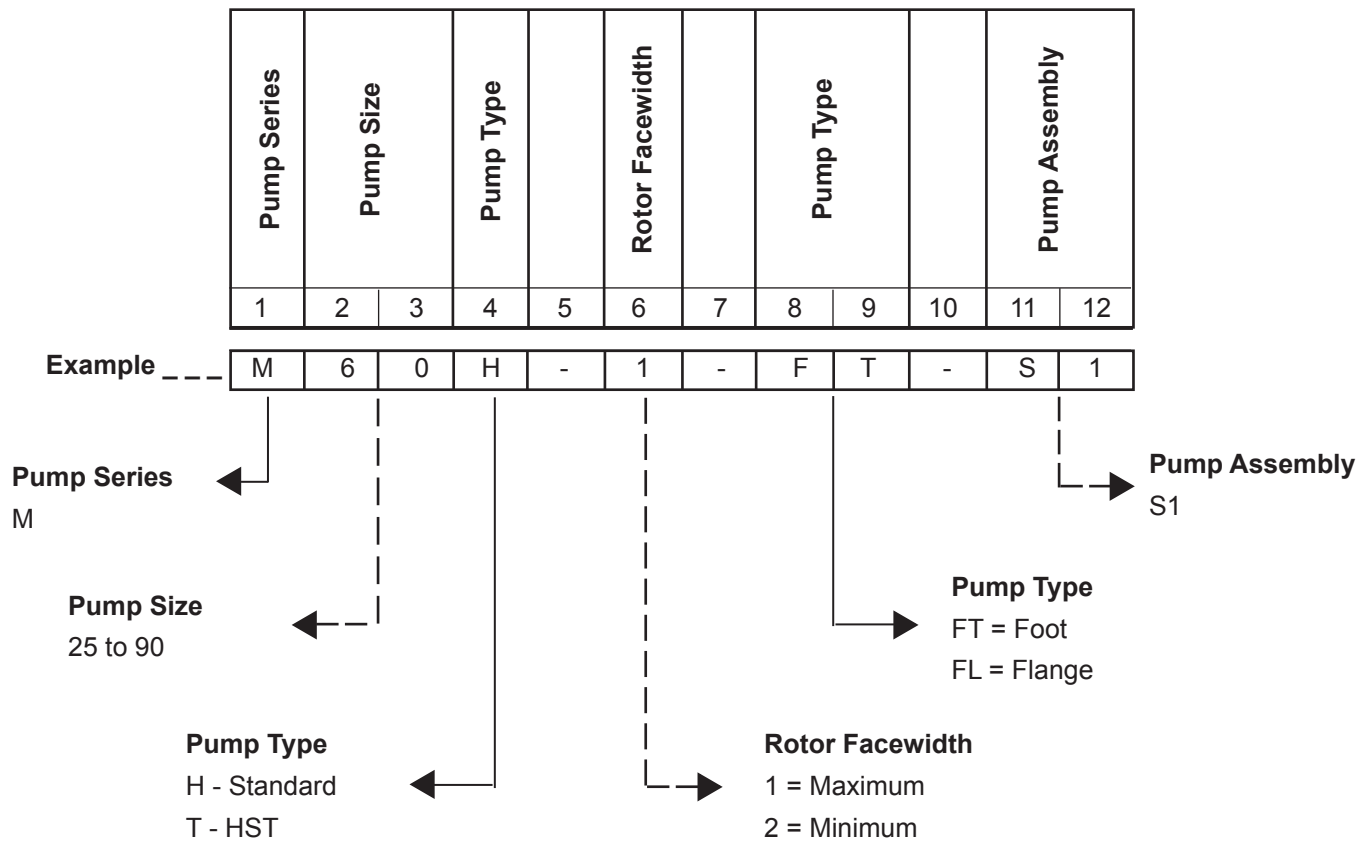 Pump Series Pump Size Pump Type Rotor Facewidth Pump Type Pump Assembly
1 2 3 4 5 6 7 8 9 10 11 12
Example M 6 0 H - 1 - F T - S 1
Pump Series
M
Pump Assembly
S1
Pump Size
25 to 90
Pump Type
FT = Foot
FL = Flange
Pump Type
H - Standard
T - HST
Rotor Facewidth
1 = Maximum
2 = Minimum